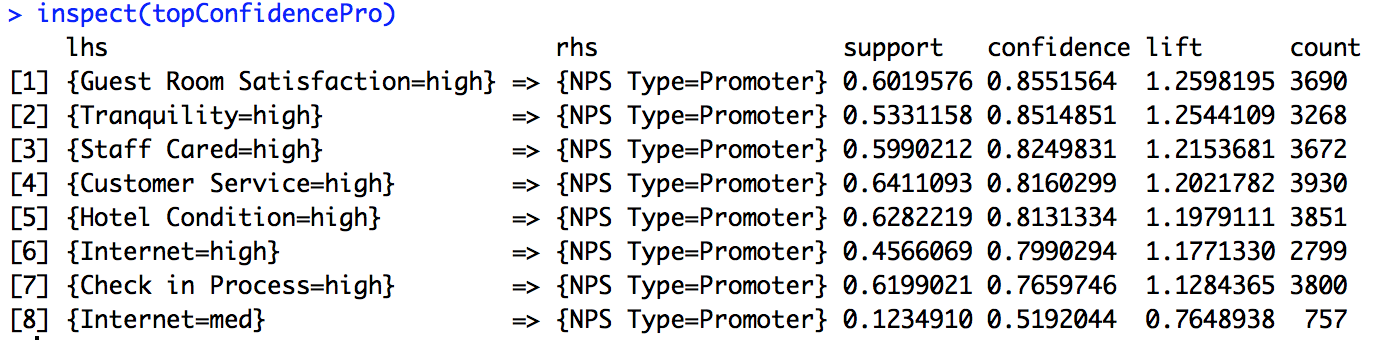 > inspect(topConfidencePro)
lhs rhs support confidence lift count
[1] {Guest Room Satisfaction=high} => {NPS Type=Promoter} 0.6019576 0.8551564 1.2598195 3690
[2] {Tranquility=high} => {NPS Type=Promoter} 0.5331158 0.8514851 1.2544109 3268
[3] {Staff Cared=high} => {NPS Type=Promoter} 0.5990212 0.8249831 1.2153681 3672
[4] {Customer Service=high} => {NPS Type=Promoter} 0.6411093 0.8160299 1.2021782 3930
[5] {Hotel Condition=high} => {NPS Type=Promoter} 0.6282219 0.8131334 1.1979111 3851
[6] {Internet=high} => {NPS Type=Promoter} 0.4566069 0.7990294 1.1771330 2799
[7] {Check in Process=high} => {NPS Type=Promoter} 0.6199021 0.7659746 1.1284365 3800
[8] {Internet=med} => {NPS Type=Promoter} 0.1234910 0.5192044 0.7648938 757